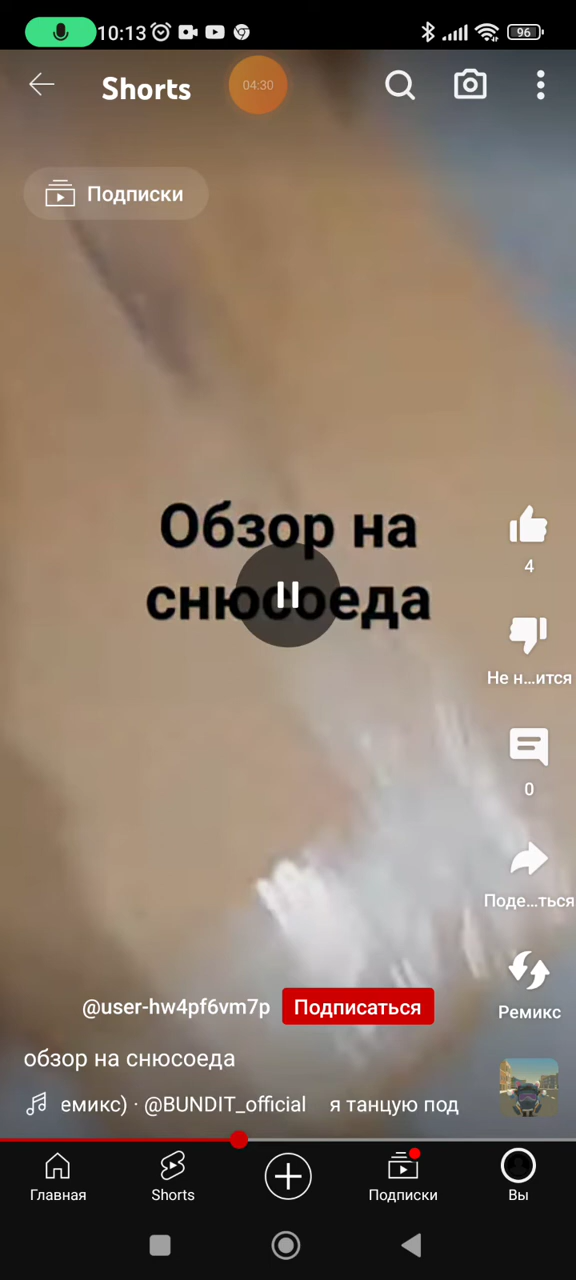 10:13
96
Shorts
04:30
Подписки
Обзор на
снюсоеда
4
Не н...ится
0
Поде...ться
Ремикс
@user-hw4pf6vm7p
Подписаться
обзор на снюсоеда
емикс) · @BUNDIT_official я танцую под
Главная
Shorts
Подписки
Вы